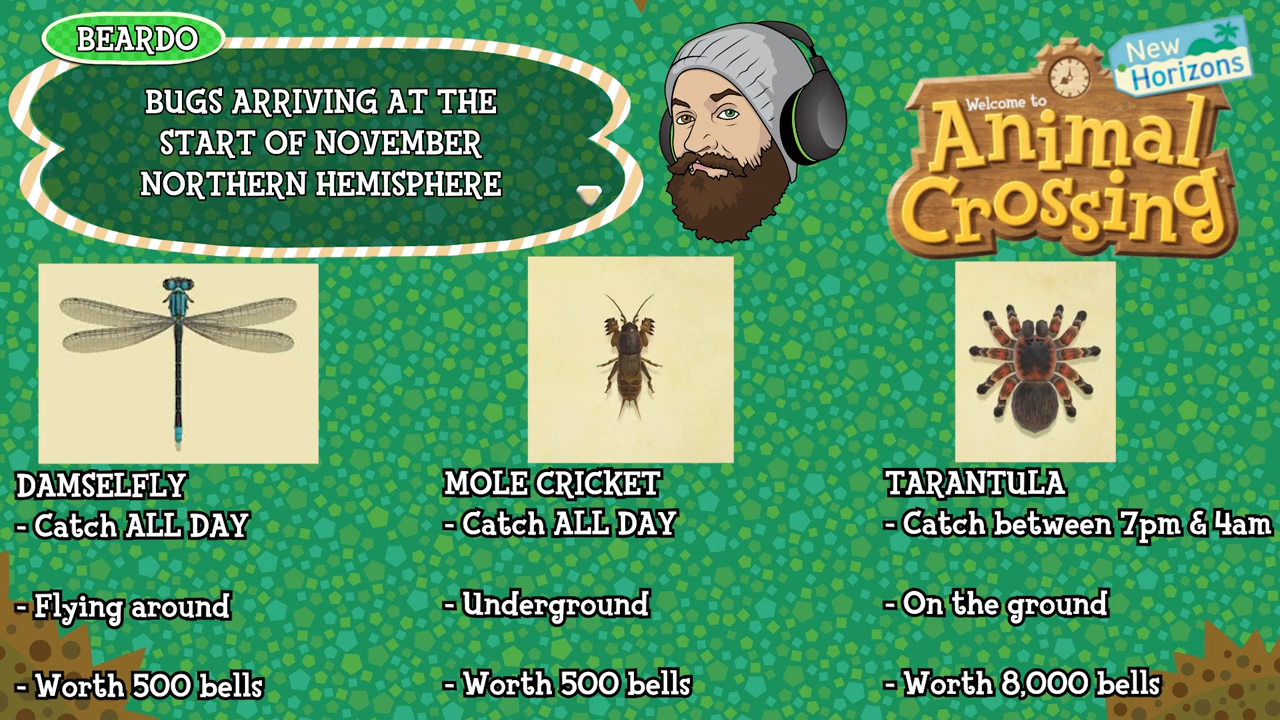 BEARDO
BUGS ARRIVING AT THE
START OF NOVEMBER
NORTHERN HEMISPHERE
New
Horizons
Welcome to
Animal
Crossing
DAMSELFLY
- Catch ALL DAY
- Flying around
- Worth 500 bells
MOLE CRICKET
- Catch ALL DAY
- Underground
- Worth 500 bells
TARANTULA
- Catch between 7pm & 4am
- On the ground
- Worth 8,000 bells